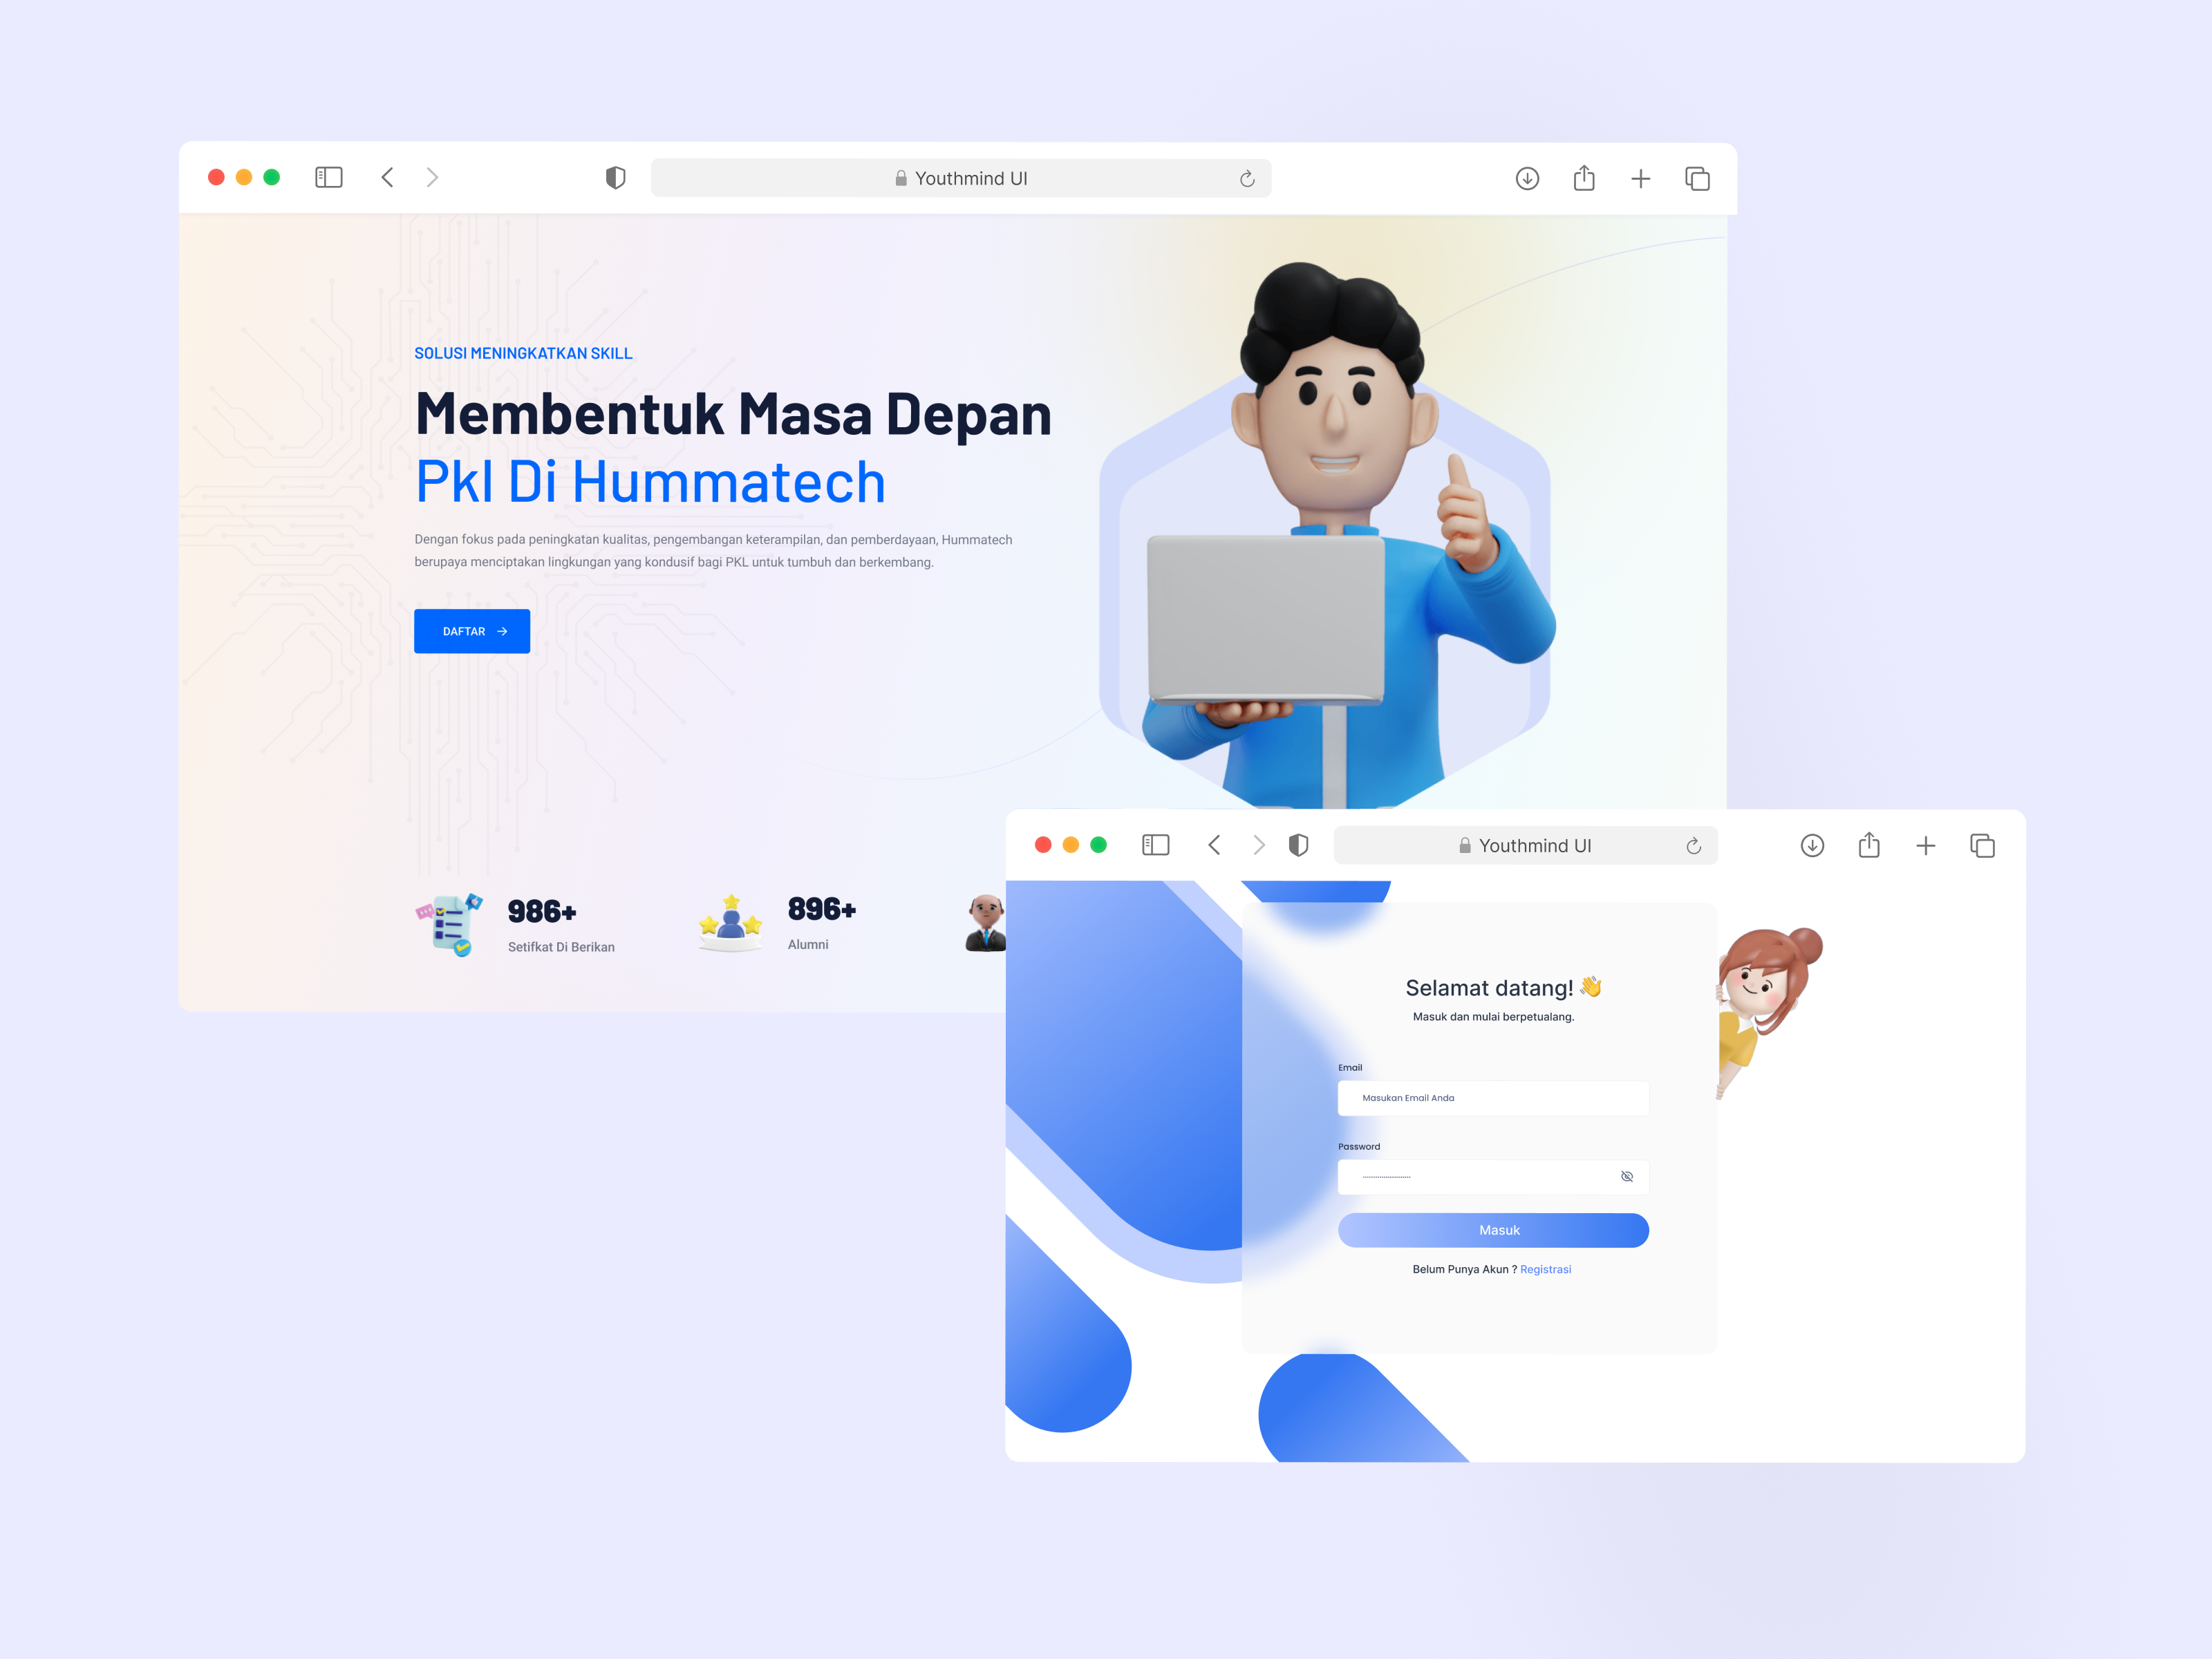 Youthmind UI
SOLUSI MENINGKATKAN SKILL
Membentuk Masa Depan
Pkl Di Hummatech
Dengan fokus pada peningkatan kualitas, pengembangan keterampilan, dan pemberdayaan, Hummatech
berupaya menciptakan lingkungan yang kondusif bagi PKL untuk tumbuh dan berkembang.
DAFTAR
986+
Setifkat Di Berikan
896+
Alumni
Youthmind UI
Selamat datang! 👋
Masuk dan mulai berpetualang.
Email
Masukan Email Anda
Password
Masuk
Belum Punya Akun ? Registrasi